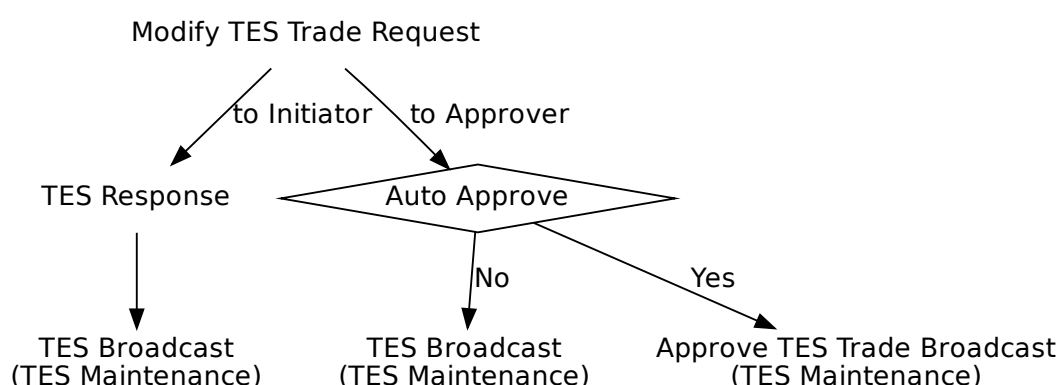 Modify TES Trade Request
to Initiator
to Approver
TES Response
Auto Approve
No
Yes
TES Broadcast
(TES Maintenance)
TES Broadcast
(TES Maintenance)
Approve TES Trade Broadcast
(TES Maintenance)